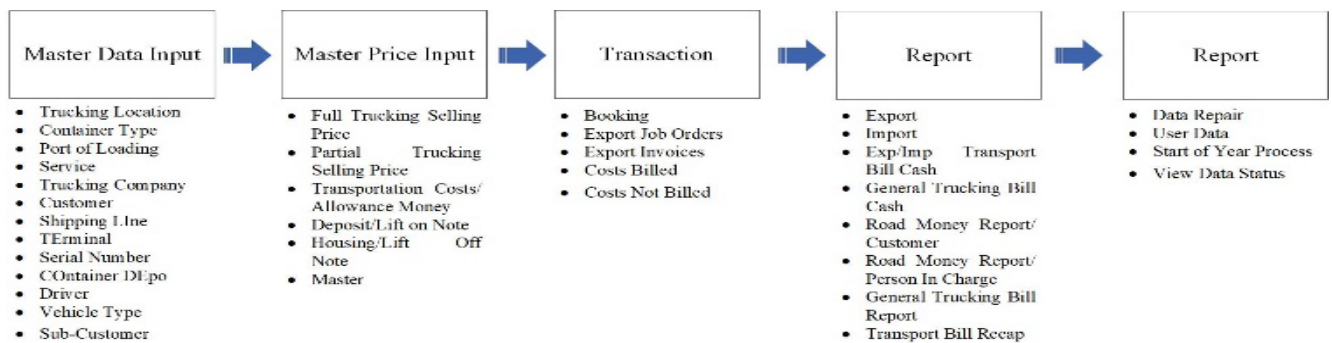 Master Data Input
Trucking Location
Container Type
Port of Loading
Service
Trucking Company
Customer
Shipping LIne
TErminal
Serial Number
COntainer DEpo
Driver
Vehicle Type
Sub-Customer
Master Price Input
Full Trucking Selling
Price
Partial Trucking
Selling Price
Transportation Costs/
Allowance Money
Deposit/Lift on Note
Housing/Lift Off
Note
Master
Transaction
Booking
Export Job Orders
Export Invoices
Costs Billed
Costs Not Billed
Report
Export
Import
Exp/Imp Transport
Bill Cash
General Trucking Bill
Cash
Road Money Report/
Customer
Road Money Report/
Person In Charge
General Trucking Bill
Report
Transport Bill Recap
Report
Data Repair
User Data
Start of Year Process
View Data Status